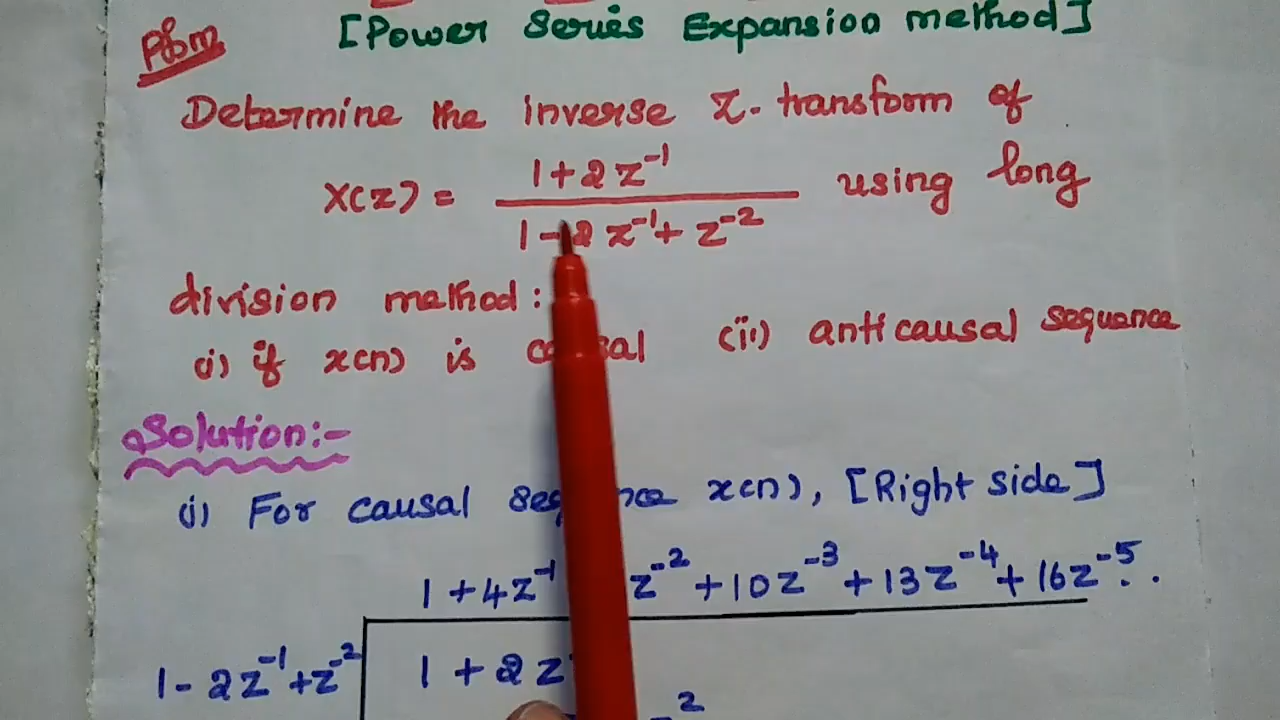 Pbm
[Power Series Expansion method]
Determine the inverse Z-transform of
X(z) = 1+2z⁻¹ / 1-2z⁻¹+z⁻² using long
division method:
(i) if x(n) is causal (ii) anticausal sequence
Solution:-
(i) For causal sequence x(n), [Right side]
1 + 4z⁻¹ z⁻² + 10z⁻³ + 13z⁻⁴ + 16z⁻⁵...
1-2z⁻¹+z⁻² 1 + 2z